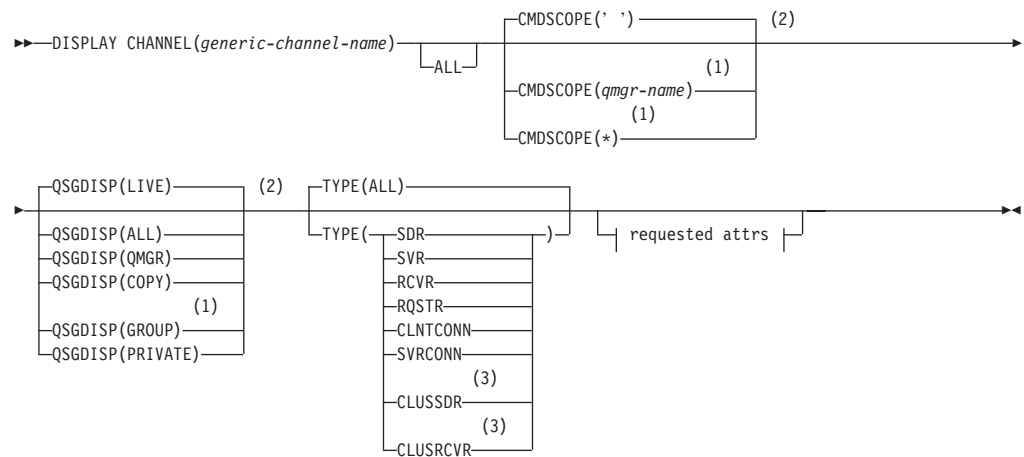 CMDSCOPE(’ ’) (2)
DISPLAY CHANNEL(generic-channel-name)
ALL (1)
CMDSCOPE(qmgr-name)
(1)
CMDSCOPE(*)
QSGDISP(LIVE) (2) TYPE(ALL)
QSGDISP(ALL) TYPE( SDR ) requested attrs
QSGDISP(QMGR) SVR
QSGDISP(COPY) RCVR
(1) RQSTR
QSGDISP(GROUP) CLNTCONN
QSGDISP(PRIVATE) SVRCONN
(3)
CLUSSDR
(3)
CLUSRCVR